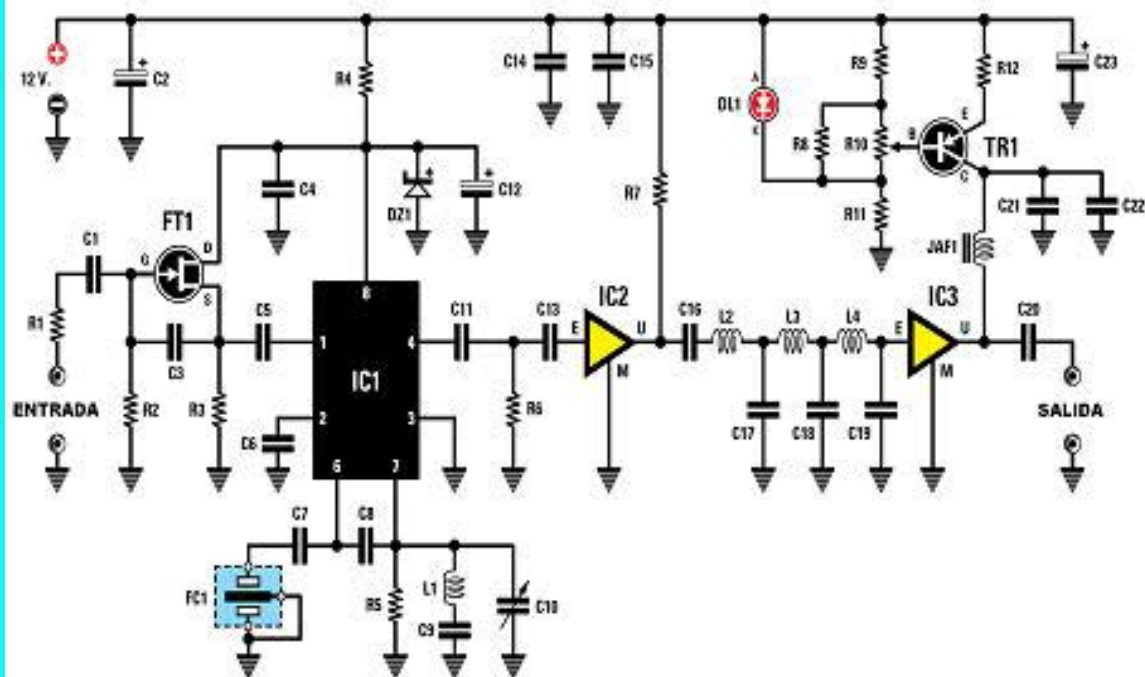 C14
C15
R9
R12
C23
12 V.
C2
R4
A
DL1
K
E
B
TR1
R8
R10
C
C4
DZ1
C12
R7
R11
C21
C22
FT1
D
G
S
C1
JAF1
8
IC2
IC3
R1
C5
C11
C13
C16
L2
L3
L4
C20
1
4
E
U
E
U
C3
IC1
M
M
ENTRADA
R2
R3
R6
C17
C18
C19
SALIDA
2
3
C6
6
7
C7
C8
FC1
R5
L1
C10
C9